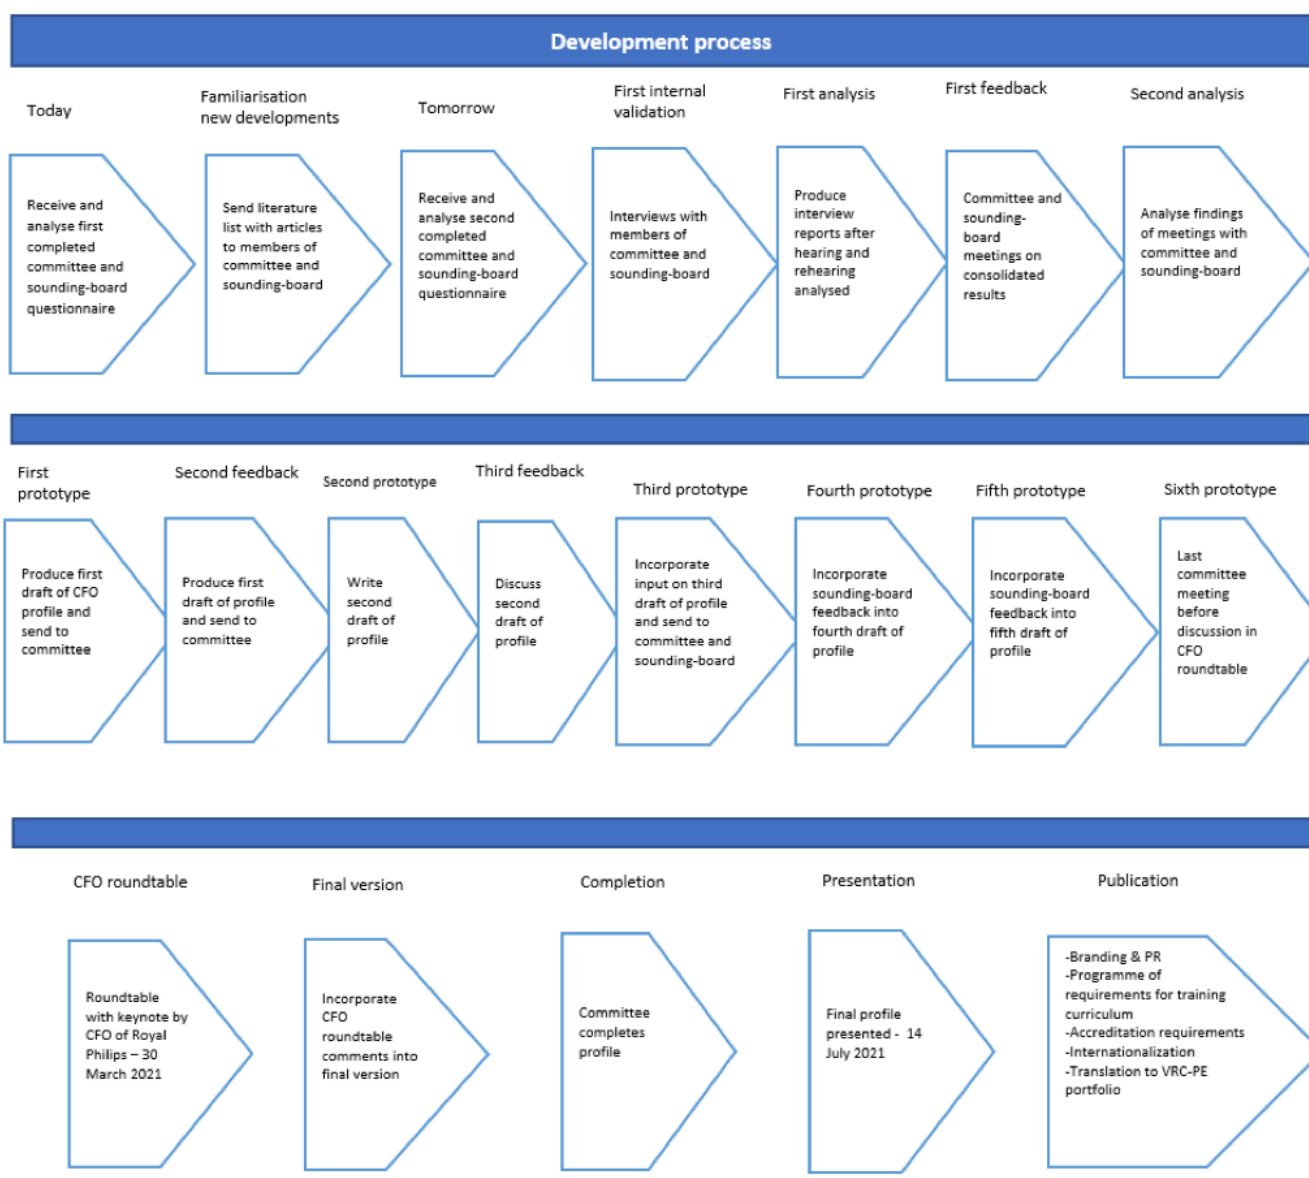 Development process
Today
Familiarisation
new developments
Tomorrow
First internal
validation
First analysis
First feedback
Second analysis
Receive and
analyse first
completed
committee and
sounding-board
questionnaire
Send literature
list with articles
to members of
committee and
sounding-board
Receive and
analyse second
completed
committee and
sounding-board
questionnaire
Interviews with
members of
committee and
sounding-board
Produce
interview
reports after
hearing and
rehearing
analysed
Committee and
sounding-
board
meetings on
consolidated
results
Analyse findings
of meetings with
committee and
sounding-board
First
prototype
Second feedback
Second prototype
Third feedback
Third prototype
Fourth prototype
Fifth prototype
Sixth prototype
Produce first
draft of CFO
profile and
send to
committee
Produce first
draft of profile
and send to
committee
Write
second
draft of
profile
Discuss
second
draft of
profile
Incorporate
input on third
draft of profile
and send to
committee and
sounding-board
Incorporate
sounding-board
feedback into
fourth draft of
profile
Incorporate
sounding-board
feedback into
fifth draft of
profile
Last
committee
meeting
before
discussion in
CFO
roundtable
CFO roundtable
Final version
Completion
Presentation
Publication
Roundtable
with keynote by
CFO of Royal
Philips – 30
March 2021
Incorporate
CFO
roundtable
comments into
final version
Committee
completes
profile
Final profile
presented - 14
July 2021
-Branding & PR
-Programme of
requirements for training
curriculum
-Accreditation requirements
-Internationalization
-Translation to VRC-PE
portfolio